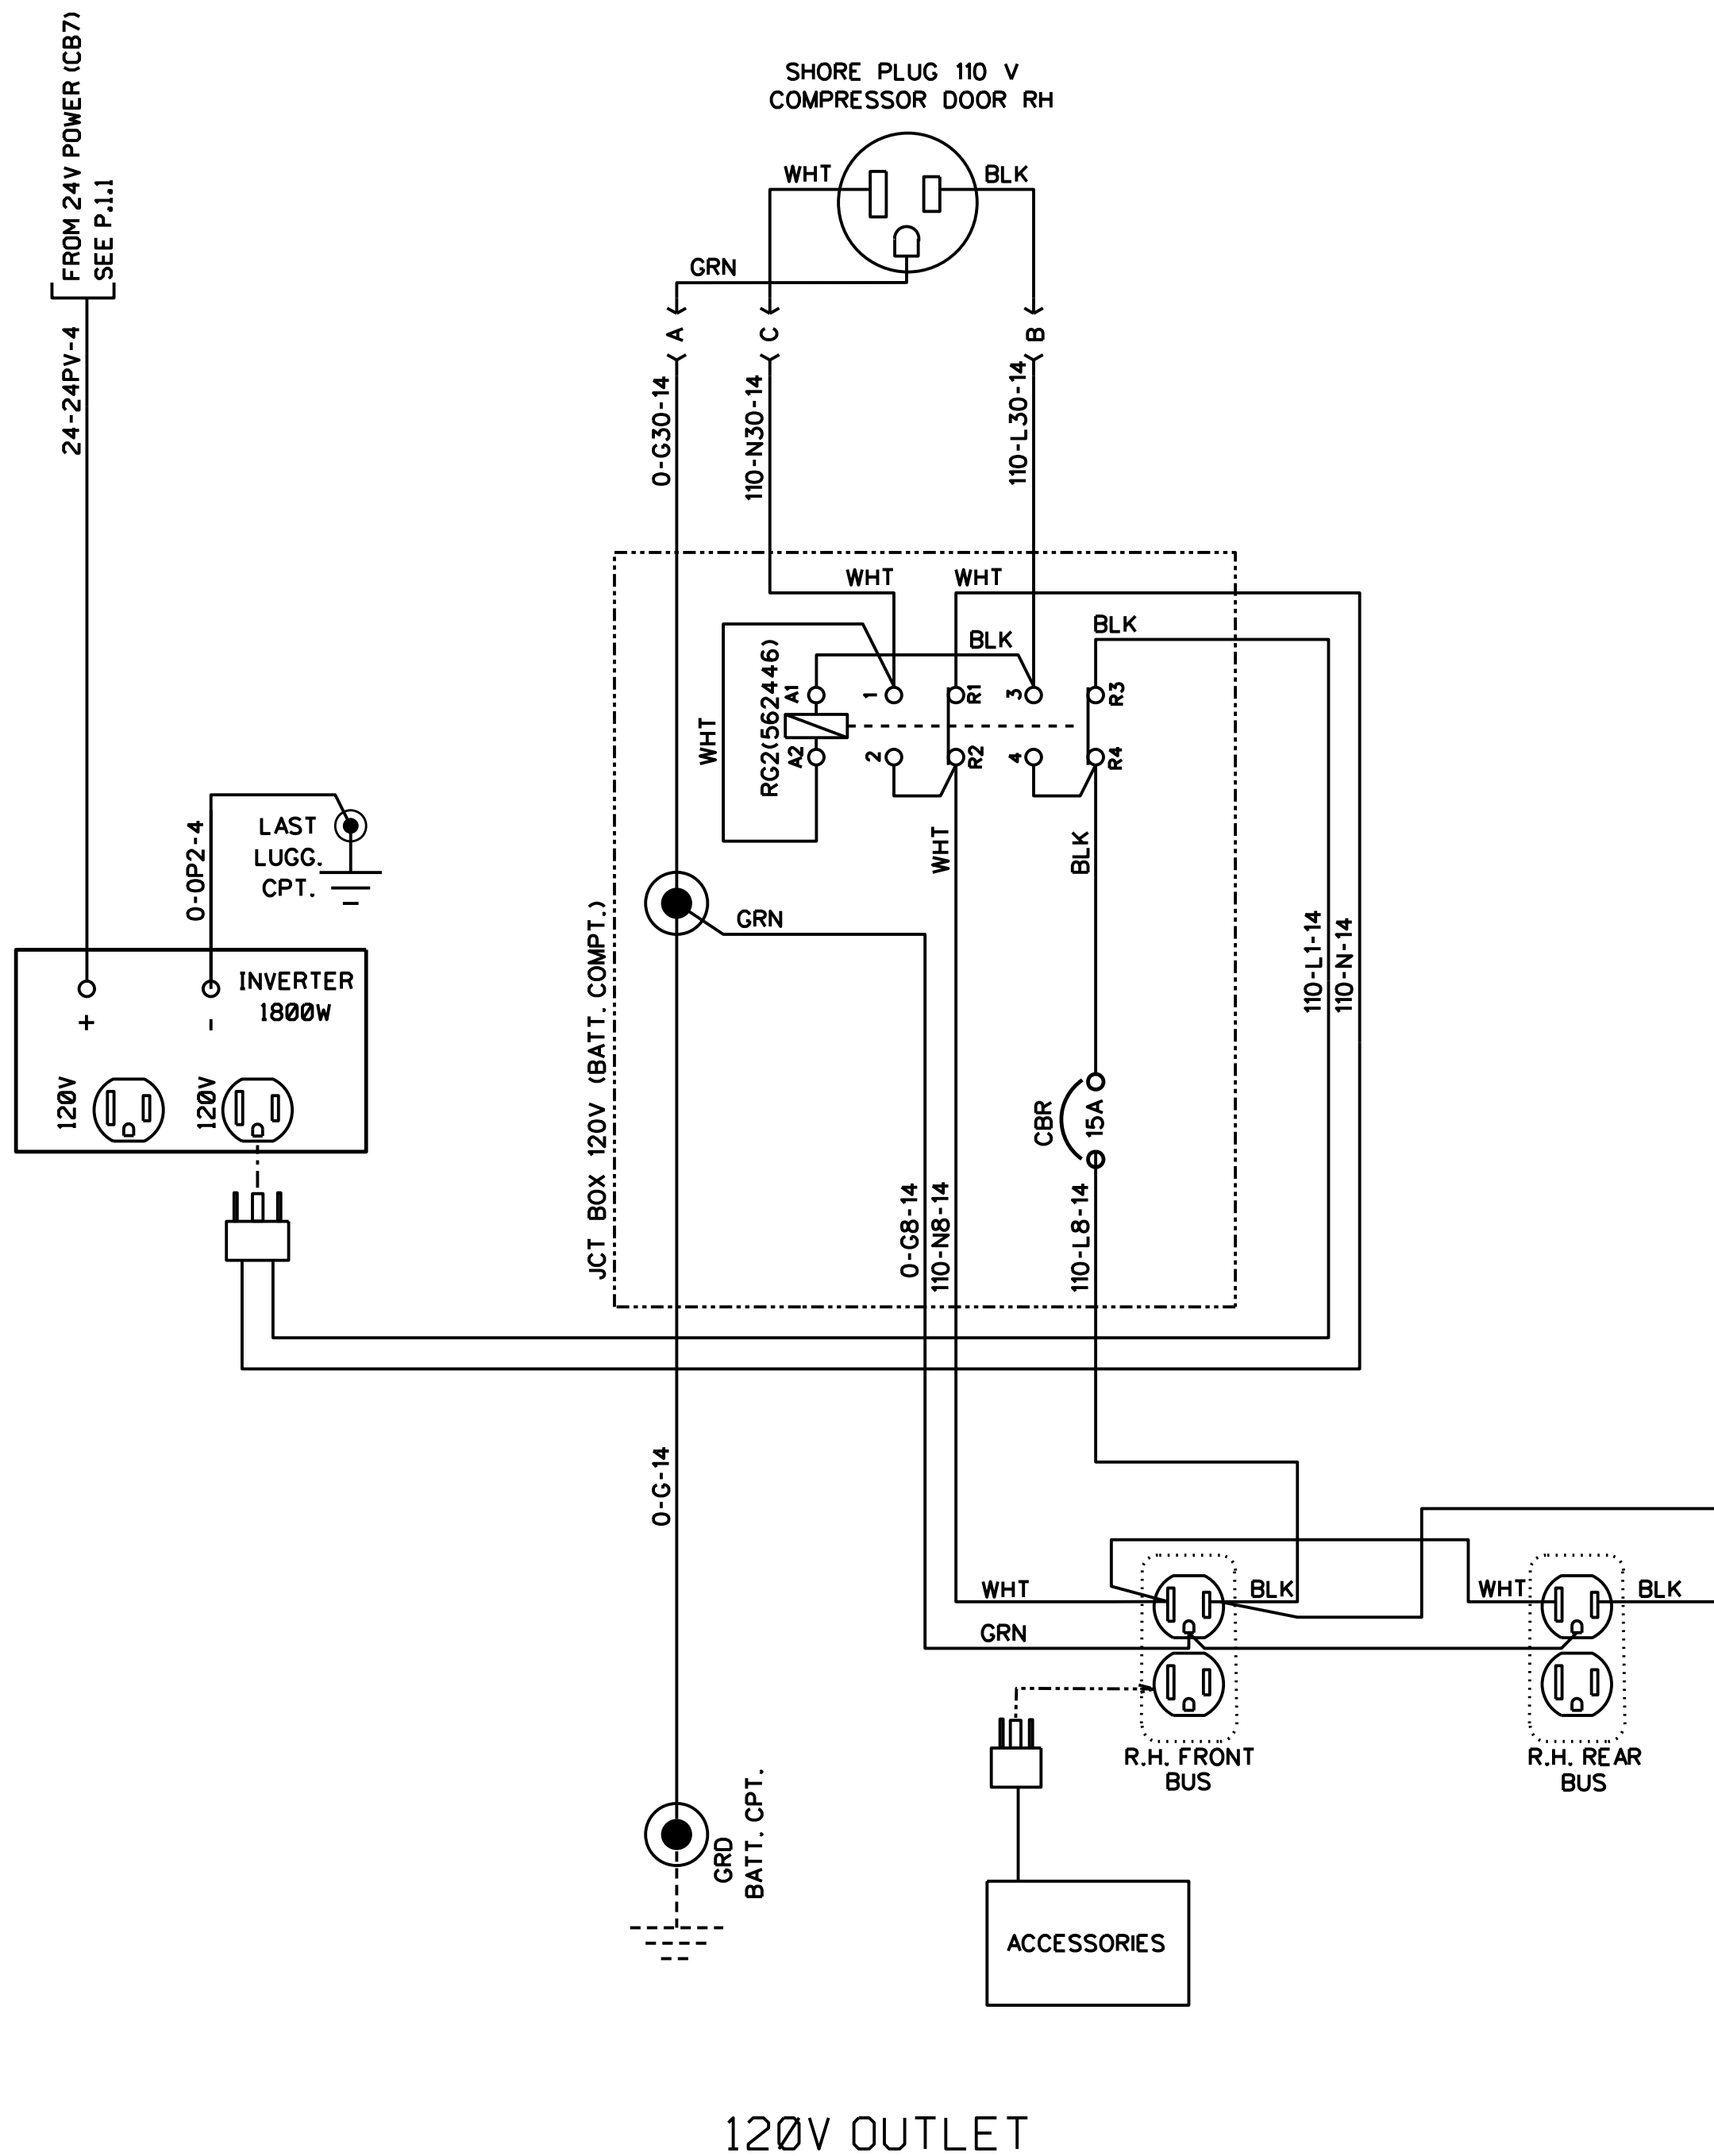 FROM 24V POWER (CB7)
SEE P.1.1
24-24PV-4
SHORE PLUG 110 V
COMPRESSOR DOOR RH
WHT
BLK
GRN
A
C
B
0-G30-14
110-N30-14
110-L30-14
WHT
WHT
BLK
BLK
RG2(562446)
A1
1
R1
3
R3
WHT
A2
2
R2
4
R4
0-OP2-4
LAST
LUGG.
CPT.
WHT
BLK
GRN
INVERTER
1800W
+
-
120V
120V
JCT BOX 120V (BATT. COMPT.)
110-L1-14
110-N-14
CBR
15A
0-G8-14
110-N8-14
110-L8-14
0-G-14
WHT
BLK
WHT
BLK
GRN
R.H. FRONT
BUS
R.H. REAR
BUS
GRD
BATT. CPT.
ACCESSORIES
120V OUTLET